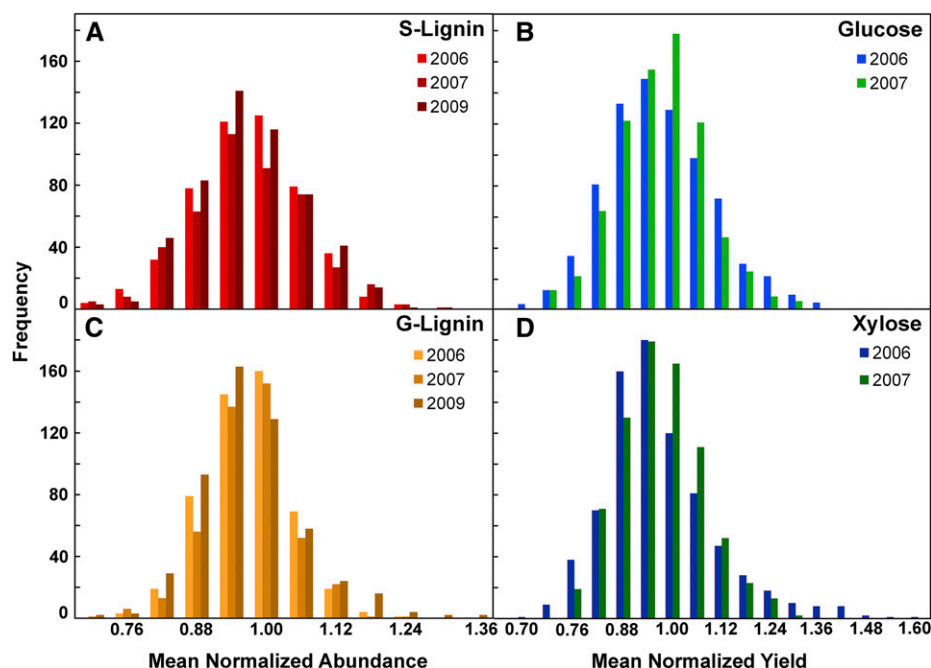 A
S-Lignin
2006
2007
2009
B
Glucose
2006
2007
160
120
80
40
0
Frequency
C
G-Lignin
2006
2007
2009
D
Xylose
2006
2007
160
120
80
40
0
0.76 0.88 1.00 1.12 1.24 1.36
0.70 0.76 0.88 1.00 1.12 1.24 1.36 1.48 1.60
Mean Normalized Abundance
Mean Normalized Yield